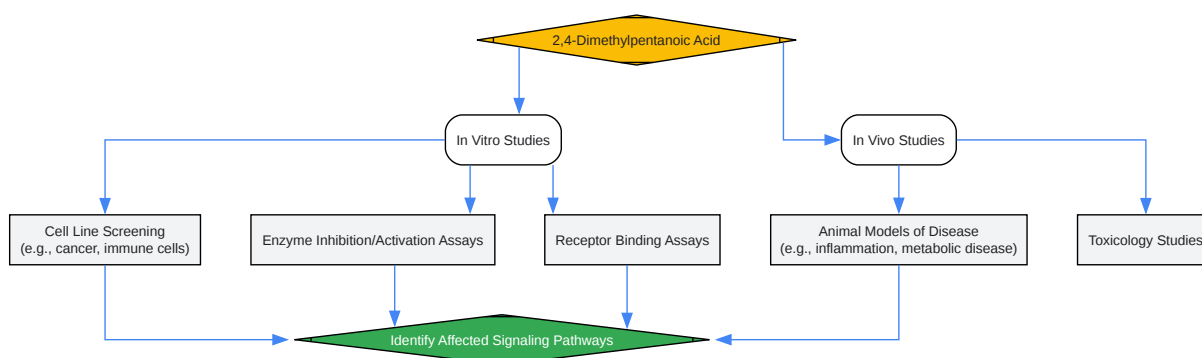 2,4-Dimethylpentanoic Acid
In Vitro Studies
In Vivo Studies
Cell Line Screening
(e.g., cancer, immune cells)
Enzyme Inhibition/Activation Assays
Receptor Binding Assays
Animal Models of Disease
(e.g., inflammation, metabolic disease)
Toxicology Studies
Identify Affected Signaling Pathways